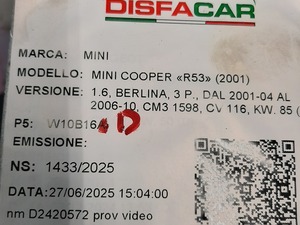 DISFACAR
MARCA: MINI
MODELLO: MINI COOPER «R53» (2001)
VERSIONE: 1.6, BERLINA, 3 P., DAL 2001-04 AL
2006-10, CM3 1598, CV 116, KW. 85 (
P5: W10B16 D
EMISSIONE:
NS: 1433/2025
DATA:27/06/2025 15:04:00
nm D2420572 prov video